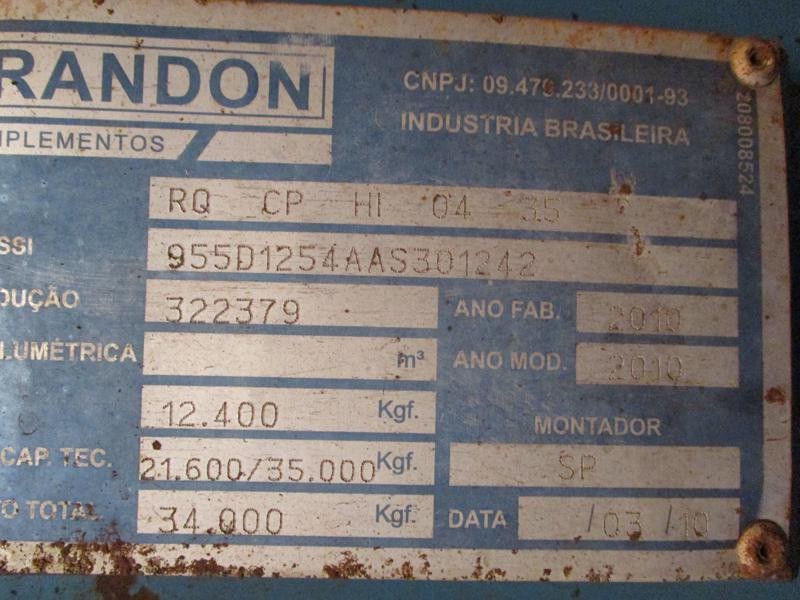 RANDON
IMPLEMENTOS
CNPJ: 09.476.233/0001-93
INDUSTRIA BRASILEIRA
208008524
RQ CP HI 04 35
SSI 955D1254AAS301242
DUÇÃO 322379 ANO FAB. 2010
LUMÉTRICA m³ ANO MOD. 2010
12.400 Kgf. MONTADOR
CAP. TEC. 21.600/35.000 Kgf. SP
O TOTAL 34.000 Kgf. DATA /03/10